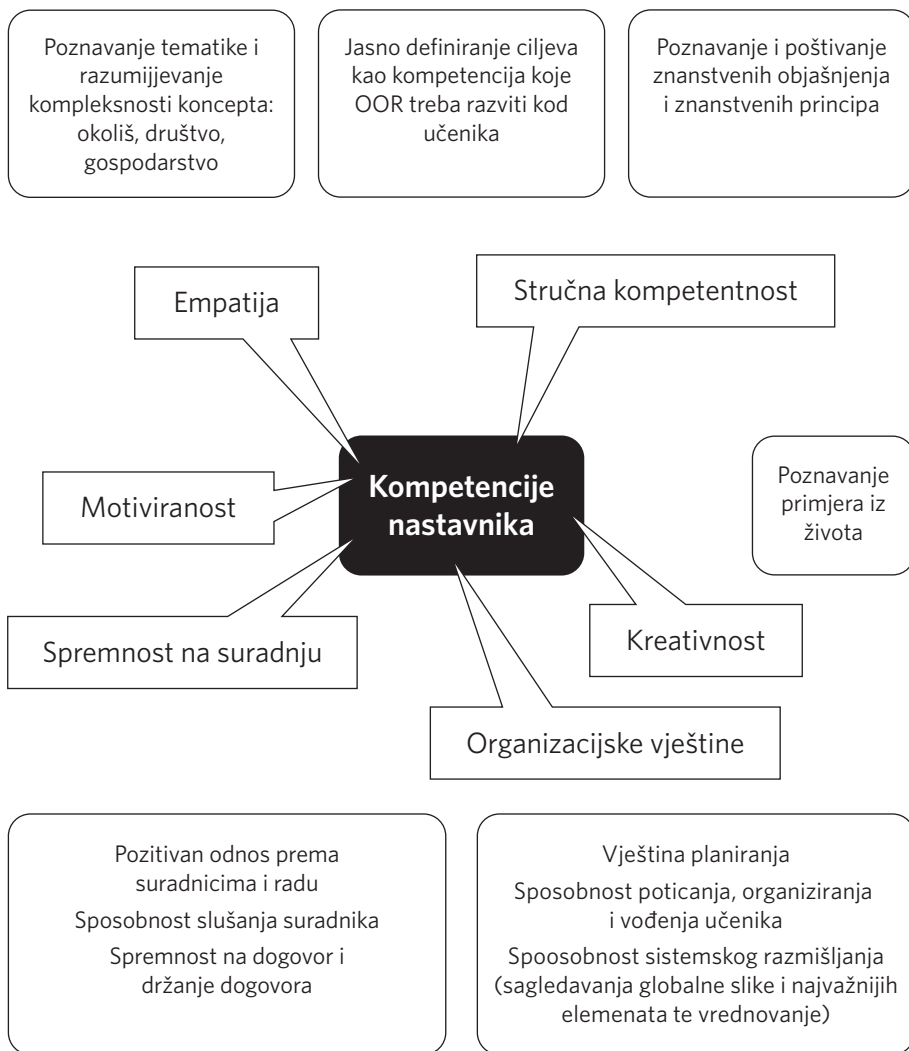 Poznavanje tematike i
razumijjevanje
kompleksnosti koncepta:
okoliš, društvo,
gospodarstvo
Jasno definiranje ciljeva
kao kompetencija koje
OOR treba razviti kod
učenika
Poznavanje i poštivanje
znanstvenih objašnjenja
i znanstvenih principa
Empatija
Stručna kompetentnost
Kompetencije
nastavnika
Motiviranost
Poznavanje
primjera iz
života
Spremnost na suradnju
Kreativnost
Organizacijske vještine
Pozitivan odnos prema
suradnicima i radu
Sposobnost slušanja suradnika
Spremnost na dogovor i
držanje dogovora
Vještina planiranja
Sposobnost poticanja, organiziranja
i vođenja učenika
Spoosobnost sistemskog razmišljanja
(sagledavanja globalne slike i najvažnijih
elemenata te vrednovanje)